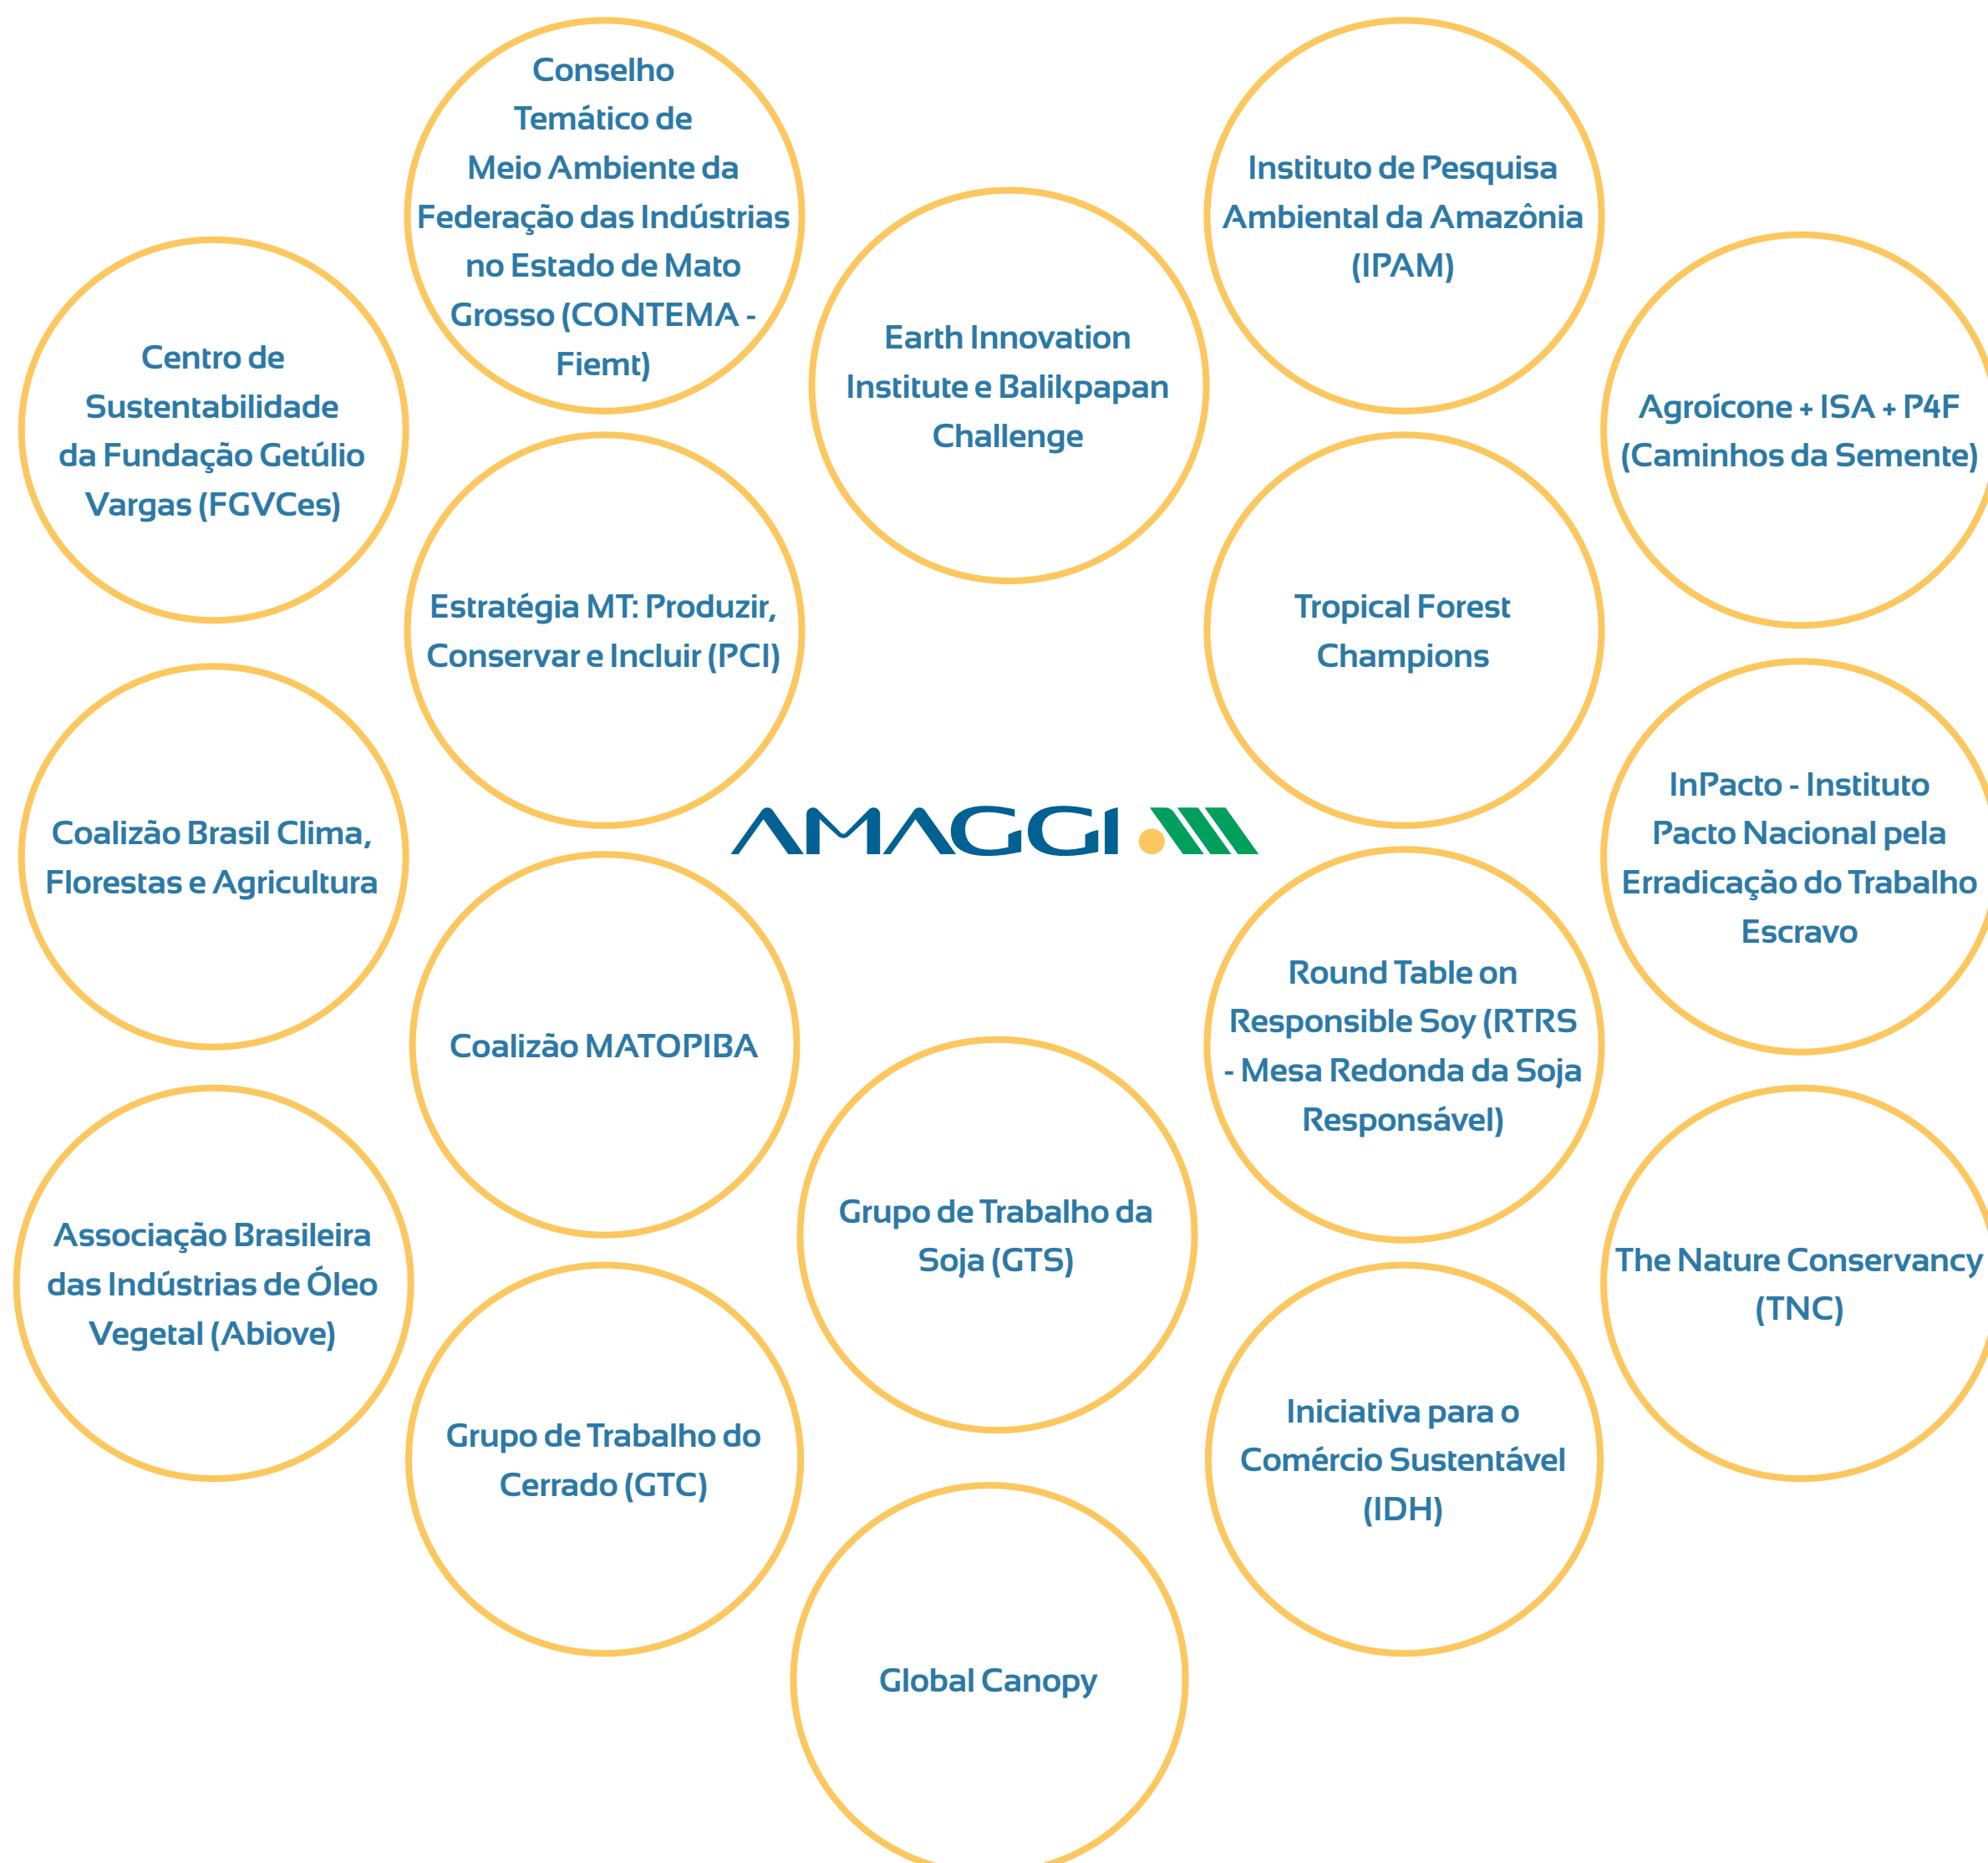 Conselho
Temático de
Meio Ambiente da
Federação das Indústrias
no Estado de Mato
Grosso (CONTEMA -
Fiemt)
Instituto de Pesquisa
Ambiental da Amazônia
(IPAM)
Earth Innovation
Institute e Balikpapan
Challenge
Centro de
Sustentabilidade
da Fundação Getúlio
Vargas (FGVCes)
Agroícone + ISA + P4F
(Caminhos da Semente)
Estratégia MT: Produzir,
Conservar e Incluir (PCI)
Tropical Forest
Champions
AMAGGI
Coalizão Brasil Clima,
Florestas e Agricultura
InPacto - Instituto
Pacto Nacional pela
Erradicação do Trabalho
Escravo
Coalizão MATOPIBA
Round Table on
Responsible Soy (RTRS
- Mesa Redonda da Soja
Responsável)
Grupo de Trabalho da
Soja (GTS)
Associação Brasileira
das Indústrias de Óleo
Vegetal (Abiove)
The Nature Conservancy
(TNC)
Grupo de Trabalho do
Cerrado (GTC)
Iniciativa para o
Comércio Sustentável
(IDH)
Global Canopy